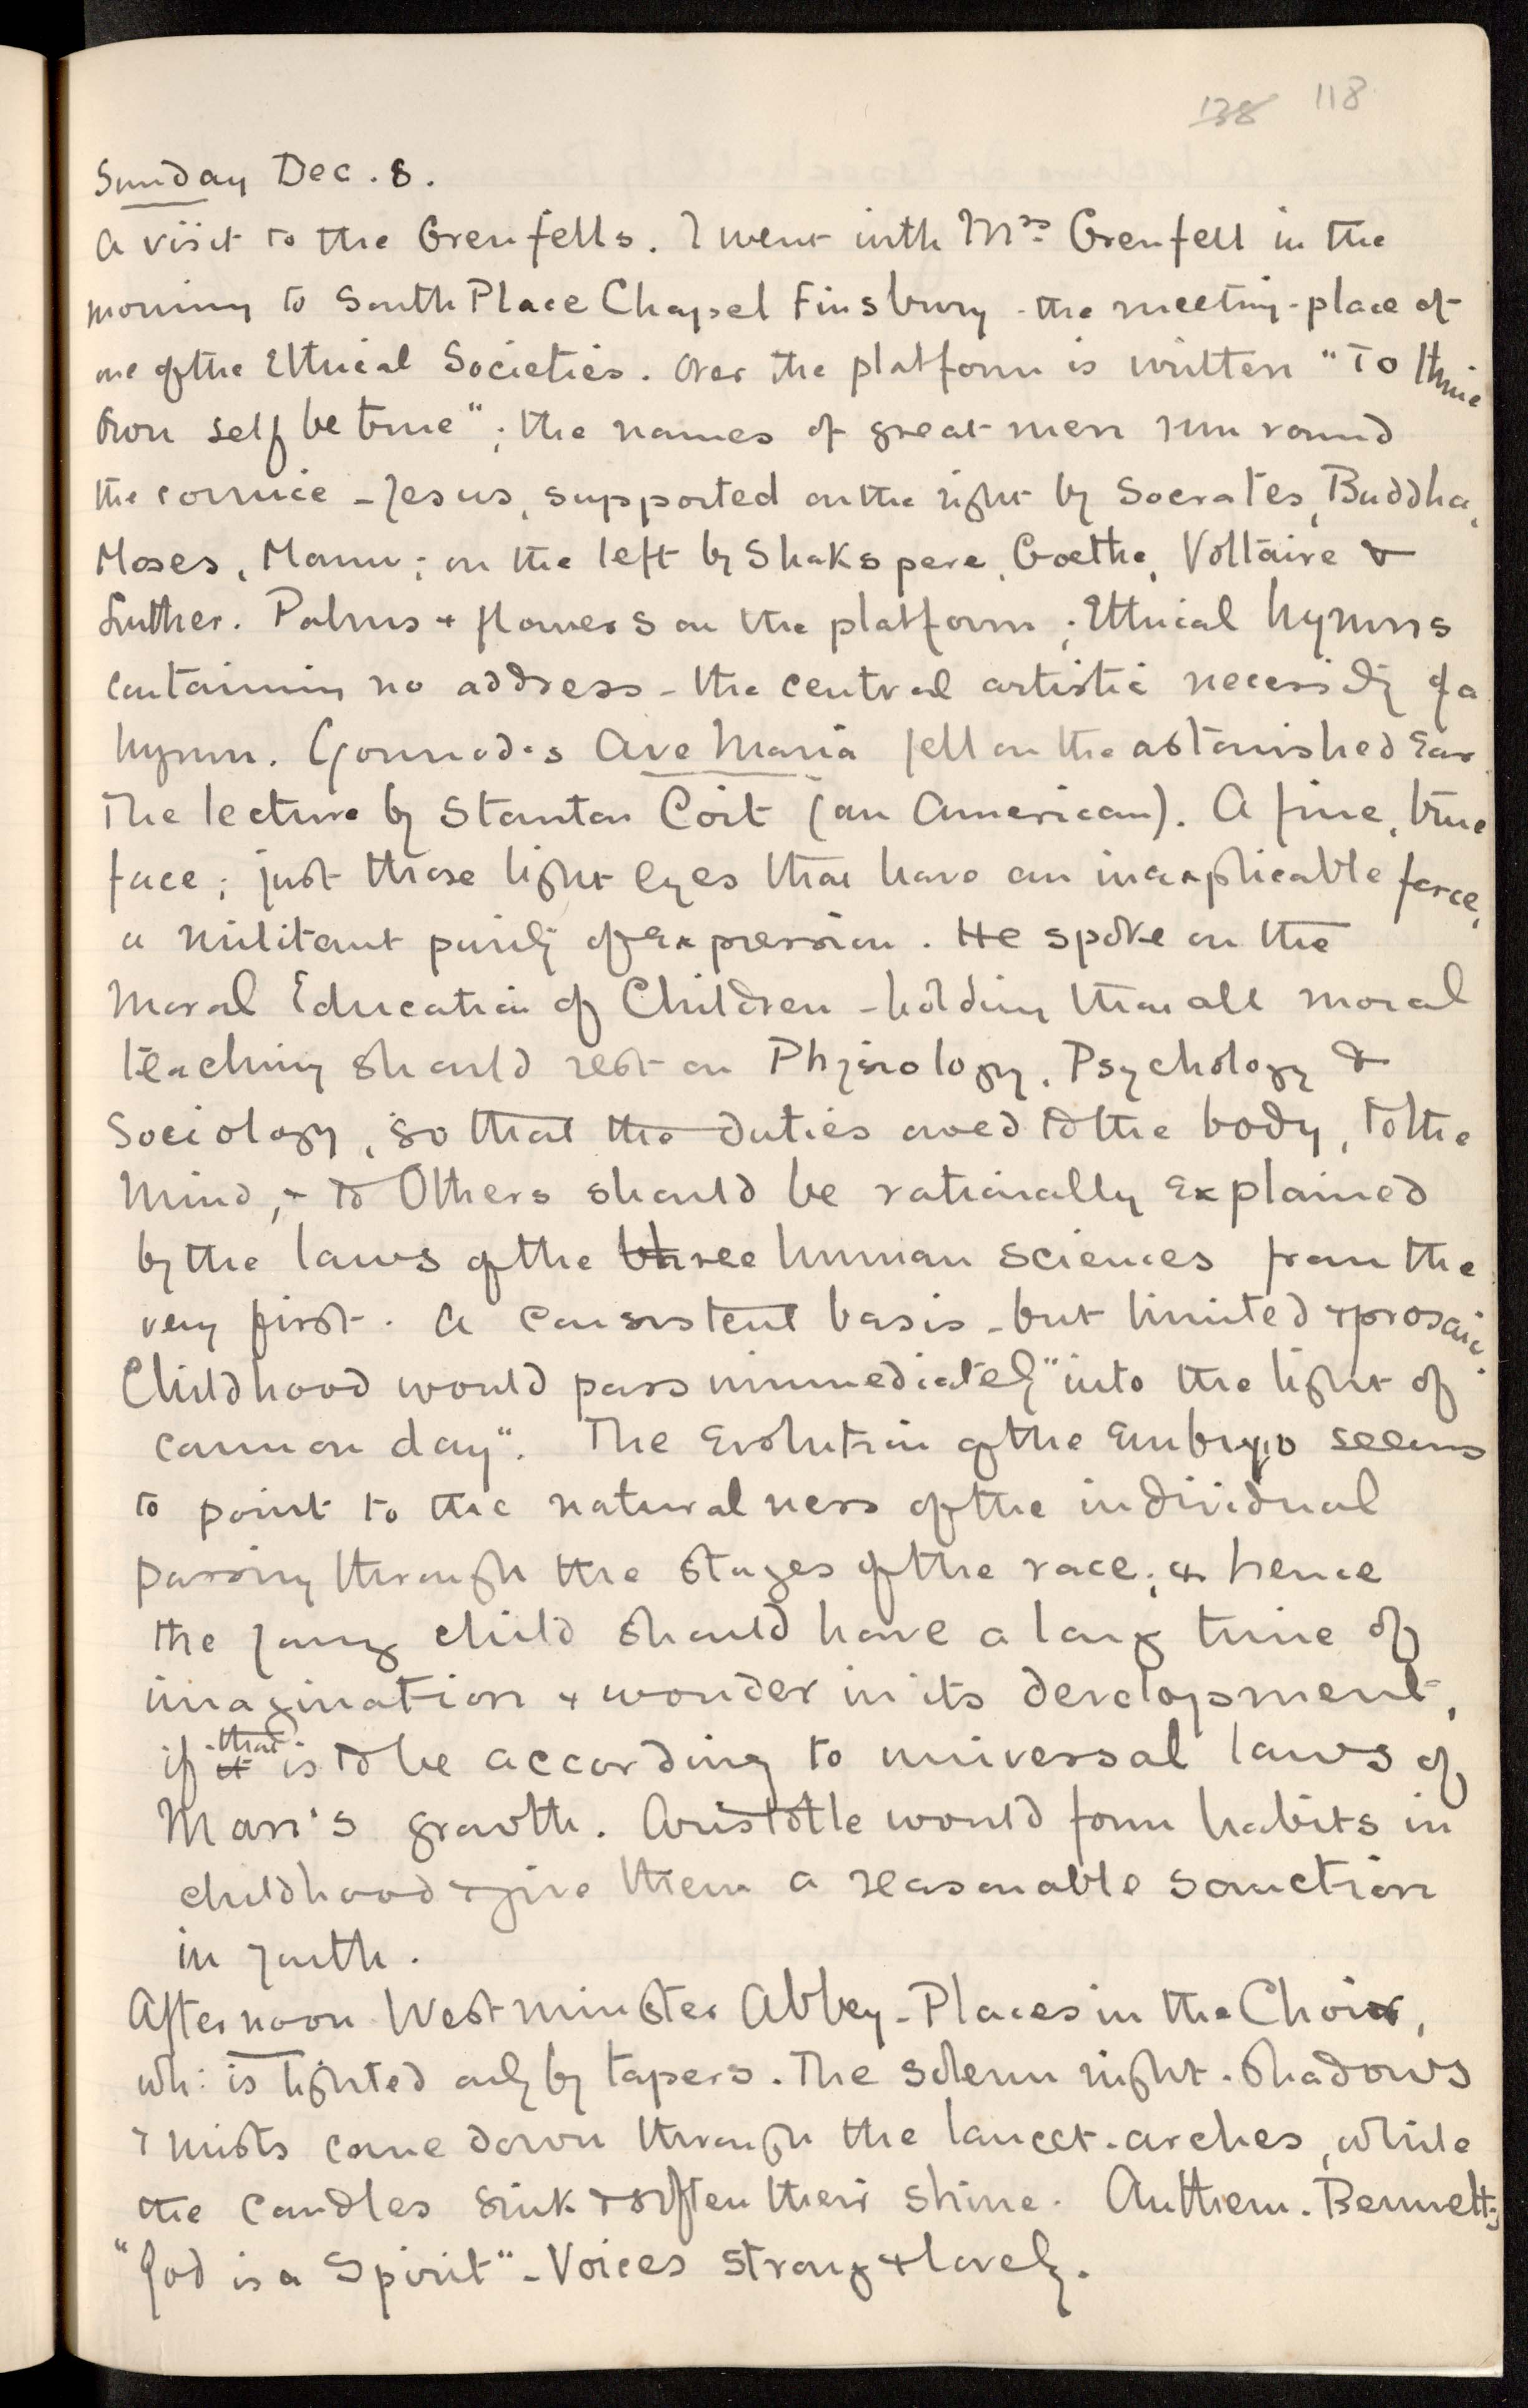 138 118
Sunday Dec. 8.
A visit to the Grenfells. I went with Mrs Grenfell in the
morning to South Place Chapel Finsbury - the meeting-place of
one of the Ethical Societies. Over the platform is written "To thine
Own self be true"; the names of great men run round
the cornice - Jesus, supported on the right by Socrates, Buddha,
Moses, Manu; on the left by Shakspere, Goethe, Voltaire &
Luther. Palms + flowers on the platform; Ethical hymns
containing no address - the central artistic necessity of a
hymn. Gounod's Ave Maria fell on the astonished Ear.
The lecture by Stanton Coit (an American). A fine, true
face; just those light eyes that have an inexplicable force,
a militant purity of expression. He spoke on the
Moral Education of Children - holding that all moral
teaching should rest on Physiology, Psychology &
Sociology, so that the duties owed to the body, to the
Mind, + to Others should be rationally Explained
by the laws of the three human sciences from the
very first. A consistent basis - but limited & prosaic.
Childhood would pass immediately "into the light of
common day". The Evolution of the Embryo seems
to point to the naturalness of the individual
passing through the stages of the race; & hence
the young child should have a long time of
imagination + wonder in its development,
if it that is to be according to universal laws of
Man's growth. Aristotle would form habits in
childhood & give them a reasonable sanction
in youth.
Afternoon Westminster Abbey - Places in the Choir,
wh: is lighted only by tapers. The solemn night-shadows
& mists come down through the lancet-arches, while
the candles sink & soften their shine. Anthem. Bennett's
"God is a Spirit" - Voices strong + lovely.